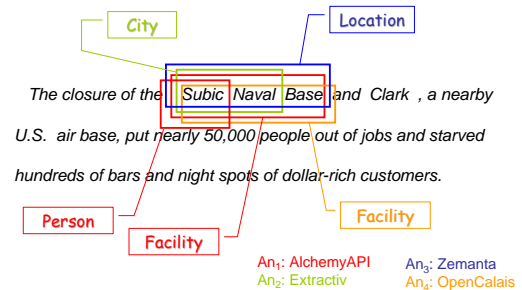 City
Location
The closure of the Subic Naval Base and Clark , a nearby
U.S. air base, put nearly 50,000 people out of jobs and starved
hundreds of bars and night spots of dollar-rich customers.
Person
Facility
Facility
An1: AlchemyAPI
An2: Extractiv
An3: Zemanta
An4: OpenCalais